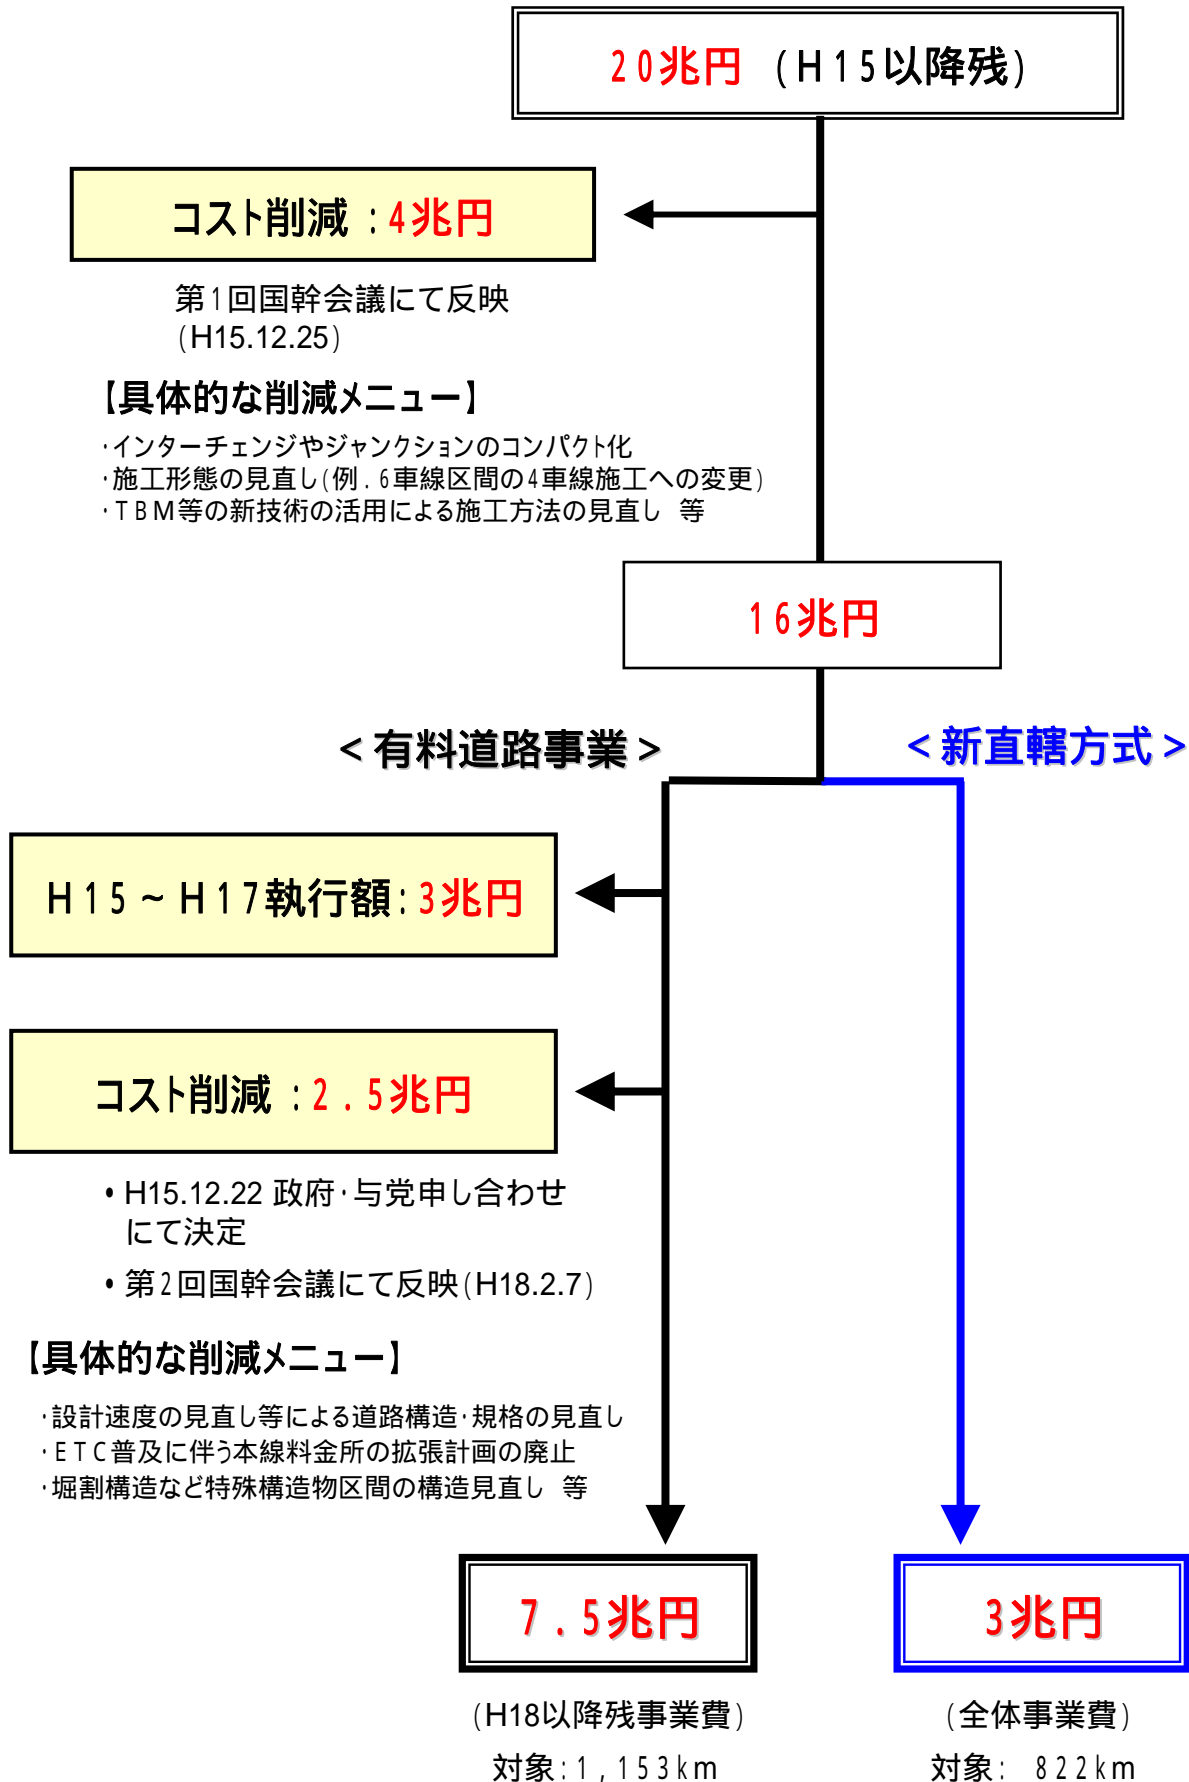 20兆円 (H15以降残)
コスト削減 : 4兆円
第1回国幹会議にて反映
(H15.12.25)
【具体的な削減メニュー】
・インターチェンジやジャンクションのコンパクト化
・施工形態の見直し(例．6車線区間の4車線施工への変更)
・TBM等の新技術の活用による施工方法の見直し 等
16兆円
<有料道路事業>
<新直轄方式>
H15~H17執行額:3兆円
コスト削減 :2.5兆円
• H15.12.22 政府・与党申し合わせ
にて決定
• 第2回国幹会議にて反映(H18.2.7)
【具体的な削減メニュー】
・設計速度の見直し等による道路構造・規格の見直し
・ETC普及に伴う本線料金所の拡張計画の廃止
・堀割構造など特殊構造物区間の構造見直し 等
7.5兆円
3兆円
(H18以降残事業費)
(全体事業費)
対象:1,153km
対象: 822km